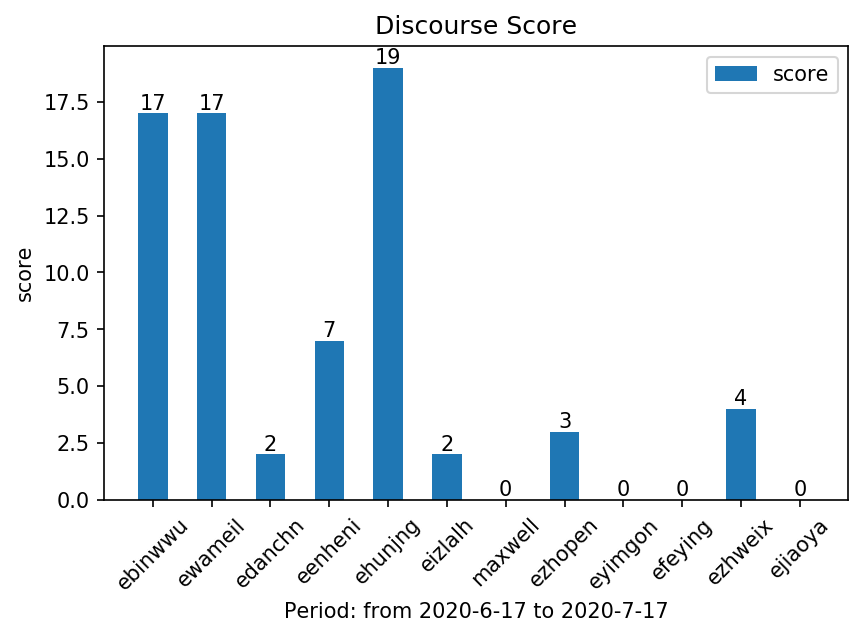 Discourse Score
score
19
17.5
17
17
15.0
12.5
10.0
7.5
7
5.0
4
3
2.5
2
2
0
0
0
0
0.0
score
ebinwwu
ewameil
edanchn
eenheni
ehunjng
eizlalh
maxwell
ezhopen
eyimgon
efeying
ezhweix
ejiaoya
Period: from 2020-6-17 to 2020-7-17